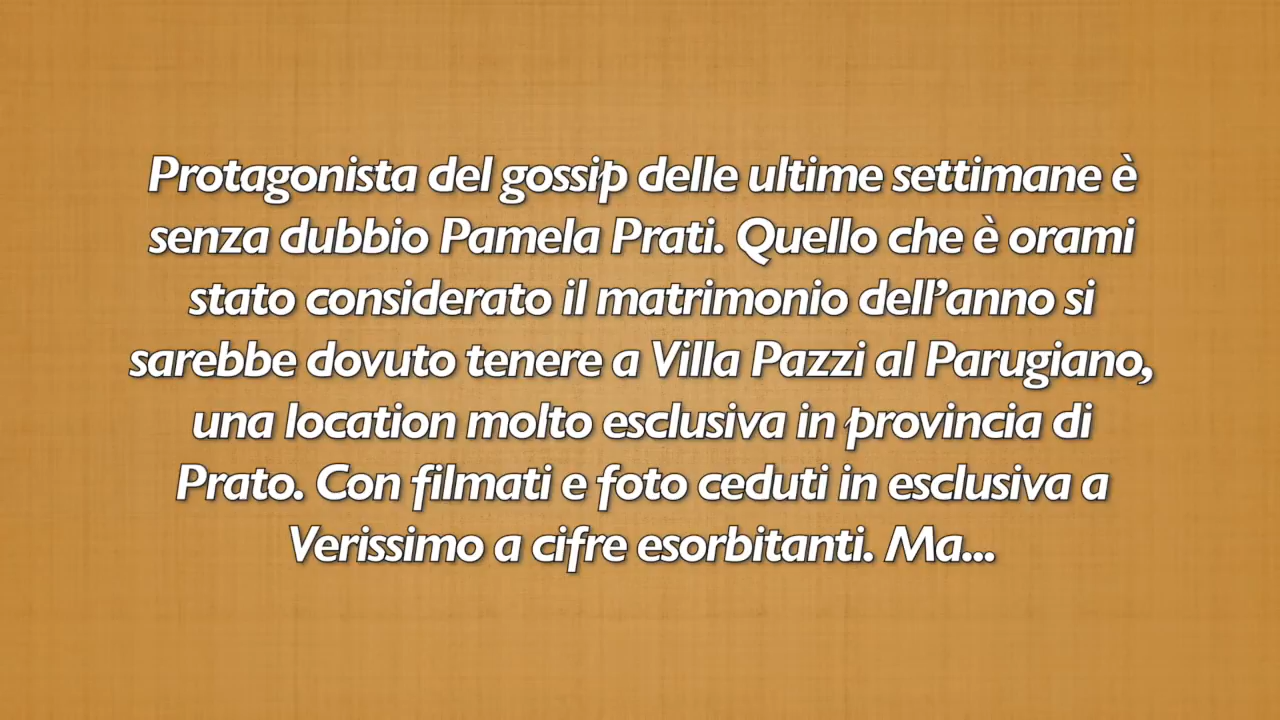 Protagonista del gossip delle ultime settimane è
senza dubbio Pamela Prati. Quello che è orami
stato considerato il matrimonio dell’anno si
sarebbe dovuto tenere a Villa Pazzi al Parugiano,
una location molto esclusiva in provincia di
Prato. Con filmati e foto ceduti in esclusiva a
Verissimo a cifre esorbitanti. Ma...